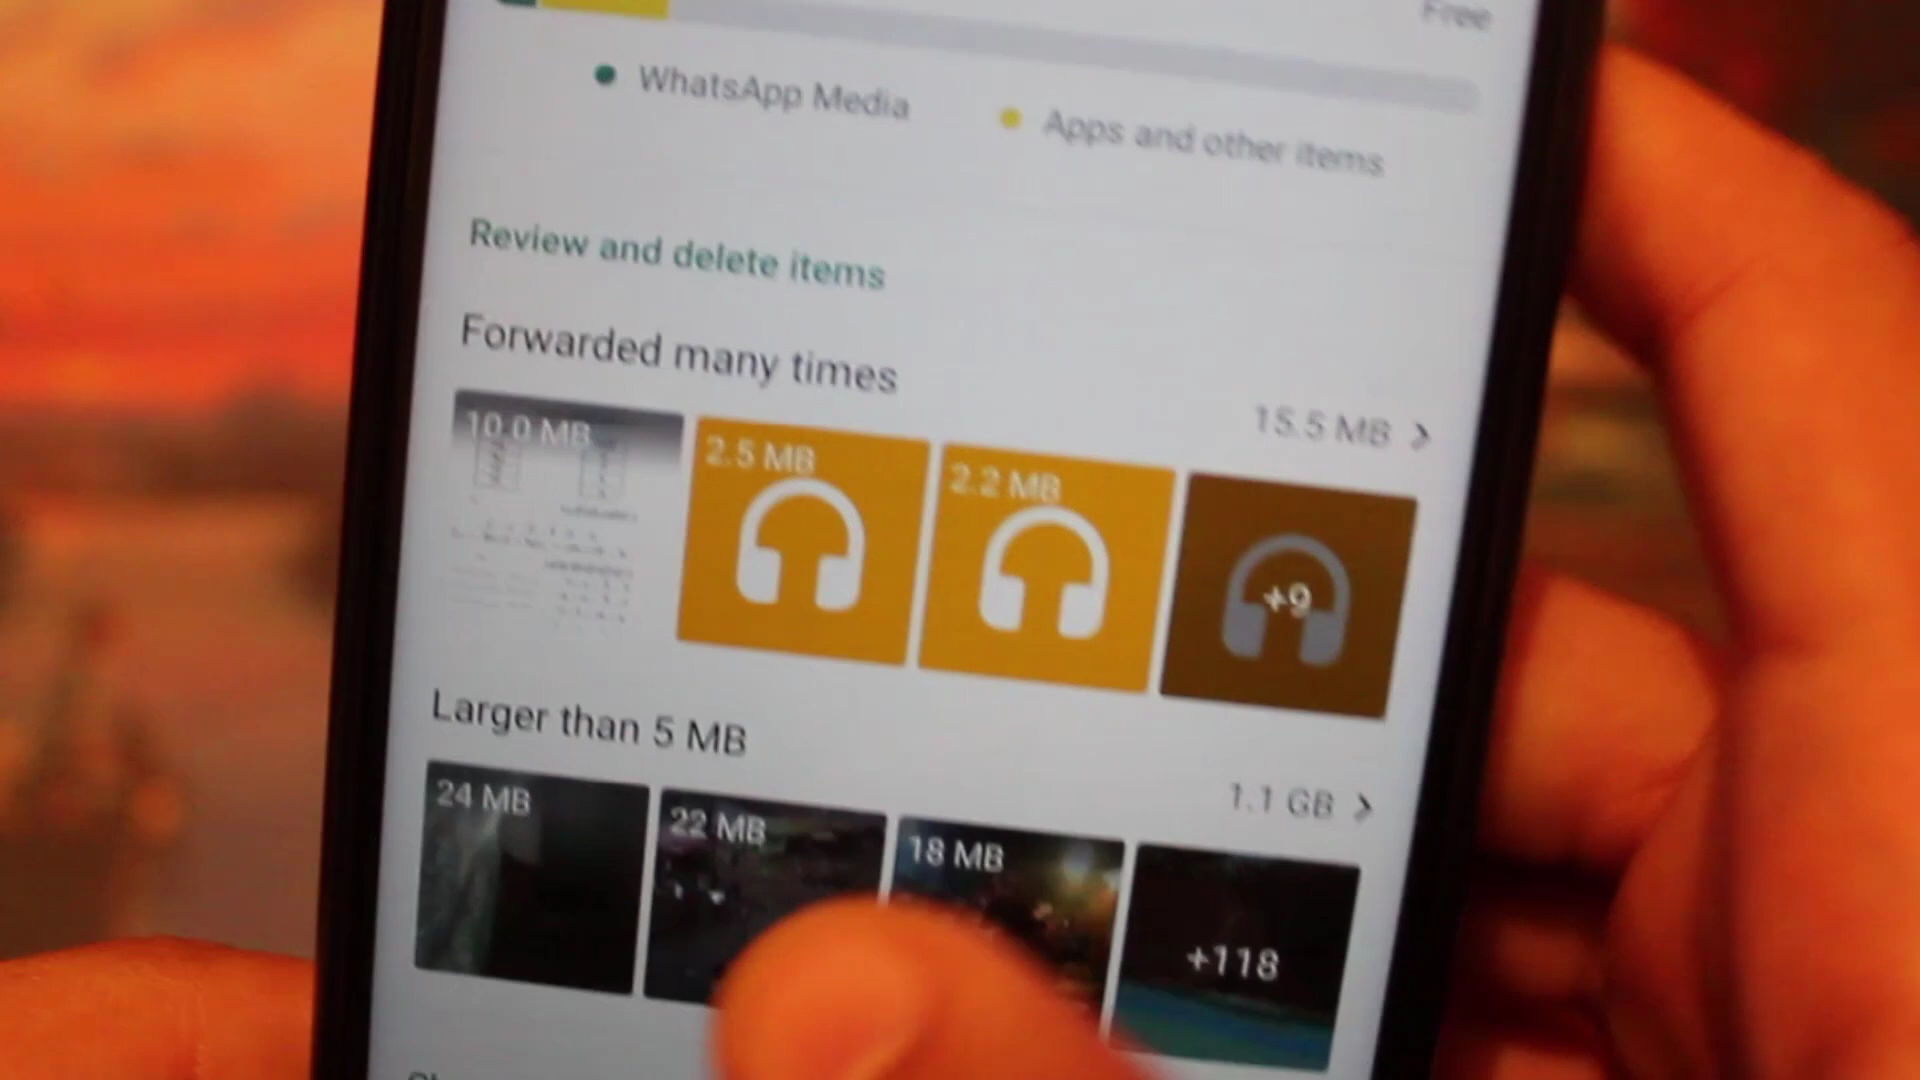 Free
WhatsApp Media
Apps and other items
Review and delete items
Forwarded many times
15.5 MB >
10.0 MB
2.5 MB
2.2 MB
+9
Larger than 5 MB
1.1 GB >
24 MB
22 MB
18 MB
+118